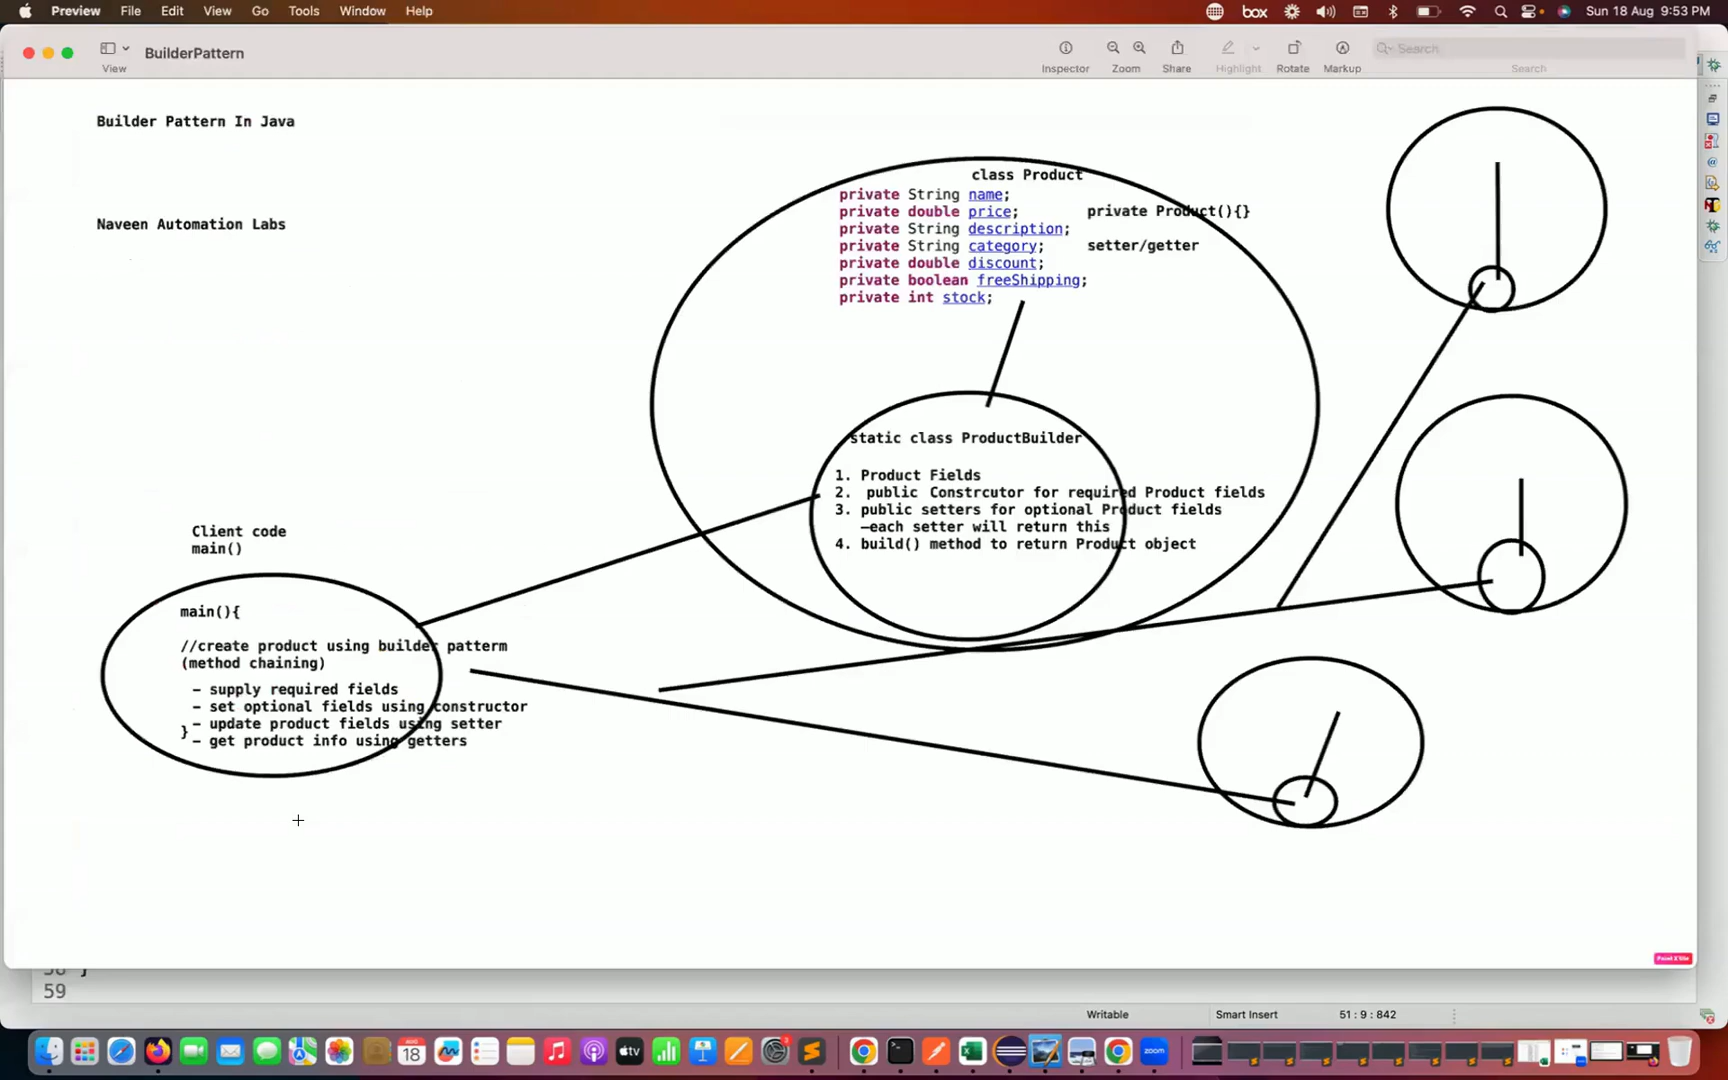 Preview File Edit View Go Tools Window Help
box
Sun 18 Aug 9:53 PM
BuilderPattern
View
Inspector
Zoom
Share
Highlight
Rotate
Markup
Search
Search
Builder Pattern In Java
Naveen Automation Labs
class Product
private String name;
private double price;
private Product(){}
private String description;
private String category;
setter/getter
private double discount;
private boolean freeShipping;
private int stock;
static class ProductBuilder
1. Product Fields
2. public Constrcutor for required Product fields
3. public setters for optional Product fields
—each setter will return this
4. build() method to return Product object
Client code
main()
main(){
//create product using builder patterm
(method chaining)
- supply required fields
- set optional fields using constructor
- update product fields using setter
}
- get product info using getters
59
Writable
Smart Insert
51 : 9 : 842
18
tv
zoom